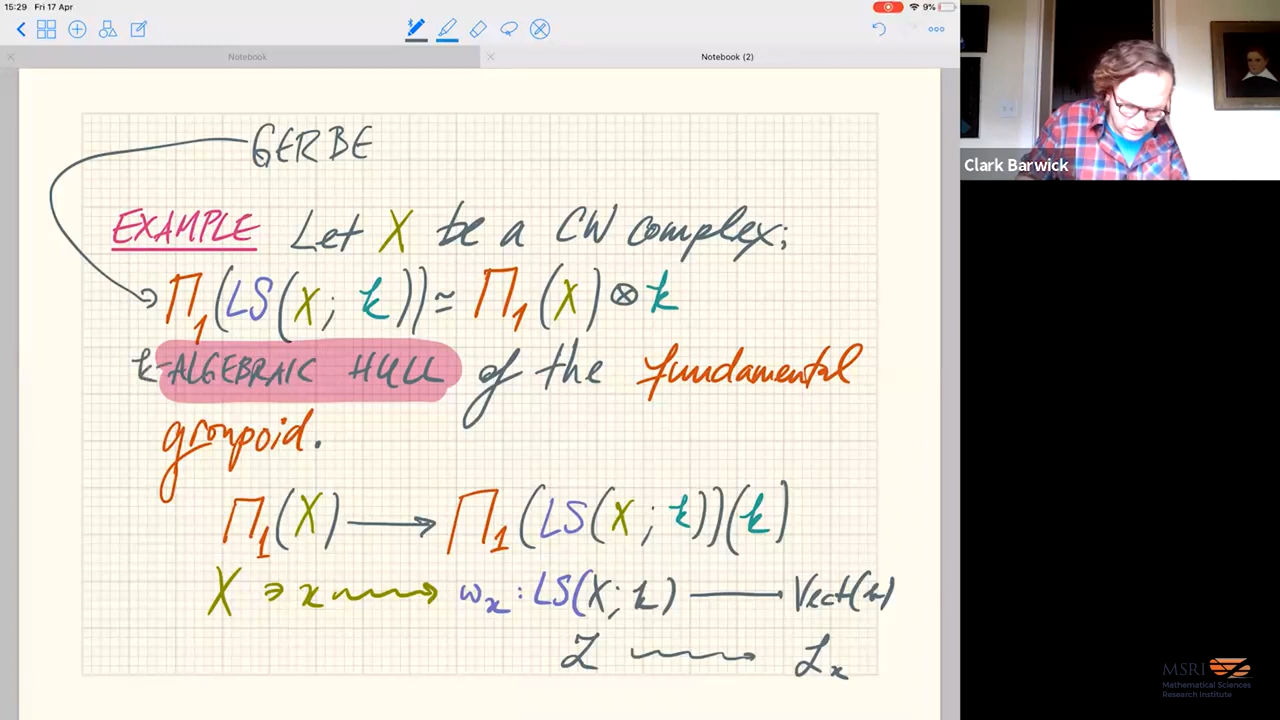 15:29 Fri 17 Apr
9%
Notebook
Notebook (2)
GERBE
EXAMPLE Let X be a CW complex;
Π₁(LS(X; k)) ≃ Π₁(X) ⊗ k
k-ALGEBRAIC HULL of the fundamental
groupoid.
Π₁(X) ⟶ Π₁(LS(X; k))(k)
X ∋ x ⟿ ωₓ : LS(X; k) ⟶ Vect(k)
ℒ ⟿ ℒₓ
Clark Barwick
MSRI
Mathematical Sciences
Research Institute